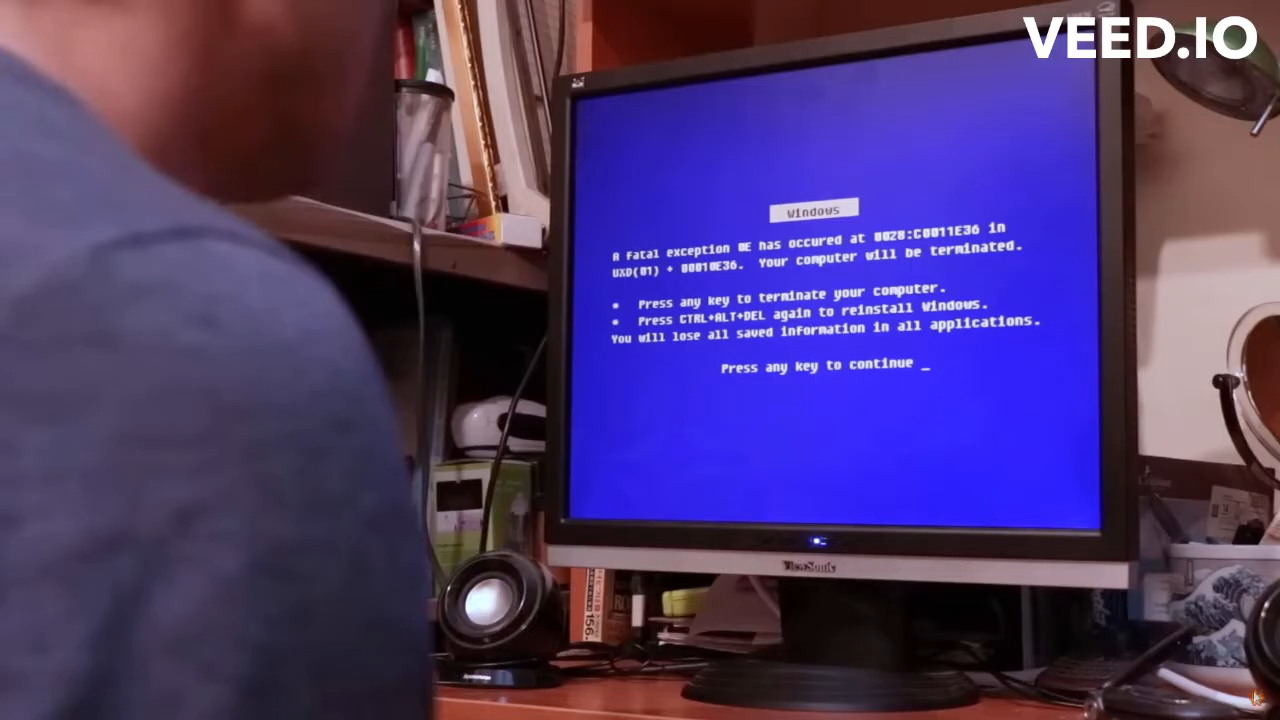 VEED.IO
Windows
A fatal exception 0E has occured at 0028:C0011E36 in
UXD(01) + 00010E36. Your computer will be terminated.
* Press any key to terminate your computer.
* Press CTRL+ALT+DEL again to reinstall Windows.
You will lose all saved information in all applications.
Press any key to continue _
ViewSonic
156.